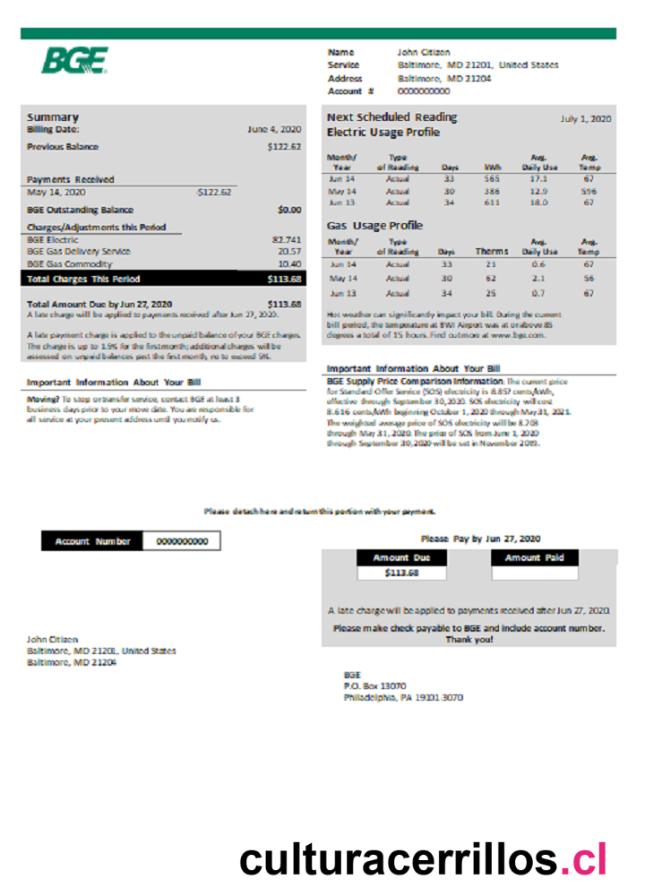 BGE
Name John Citizen
Service Baltimore, MD 21201, United States
Address Baltimore, MD 21204
Account # 0000000000
Summary
Billing Date: June 4, 2020
Previous Balance $122.62
Payments Received
May 14, 2020 -$122.62
BGE Outstanding Balance $0.00
Charges/Adjustments this Period
BGE Electric 82.741
BGE Gas Delivery Service 20.57
BGE Gas Commodity 10.40
Total Charges This Period $113.68
Total Amount Due by Jun 27, 2020 $113.68
A late charge will be applied to payments received after Jun 27, 2020.
A late payment charge is applied to the unpaid balance of your BGE charges.
The charge is up to 1.5% for the first month; additional charges will be
assessed on unpaid balances past the first month, no to exceed 5%.
Important Information About Your Bill
Moving? To stop or transfer service, contact BGE at least 3
business days prior to your move date. You are responsible for
all service at your present address until you notify us.
Next Scheduled Reading July 1, 2020
Electric Usage Profile
Month/ Type Avg. Avg.
Year of Reading Days kWh Daily Use Temp
Jun 14 Actual 33 565 17.1 67
May 14 Actual 30 386 12.9 596
Jun 13 Actual 34 611 18.0 67
Gas Usage Profile
Month/ Type Avg. Avg.
Year of Reading Days Therms Daily Use Temp
Jun 14 Actual 33 21 0.6 67
May 14 Actual 30 62 2.1 56
Jun 13 Actual 34 25 0.7 67
Hot weather can significantly impact your bill. During the current
bill period, the temperature at BWI Airport was at or above 85
degrees a total of 15 hours. Find out more at www.bge.com.
Important Information About Your Bill
BGE Supply Price Comparison Information: The current price
for Standard Offer Service (SOS) electricity is 8.857 cents/kWh,
effective through September 30, 2020. SOS electricity will cost
8.616 cents/kWh beginning October 1, 2020 through May 31, 2021.
The weighted average price of SOS electricity will be 8.703
through May 31, 2020. The price of SOS from June 1, 2020
through September 30, 2020 will be set in November 2019.
Please detach here and return this portion with your payment.
Account Number 0000000000
Please Pay by Jun 27, 2020
Amount Due Amount Paid
$113.68
A late charge will be applied to payments received after Jun 27, 2020.
Please make check payable to BGE and include account number.
Thank you!
John Citizen
Baltimore, MD 21201, United States
Baltimore, MD 21204
BGE
P.O. Box 13070
Philadelphia, PA 19101.3070
culturacerrillos.cl